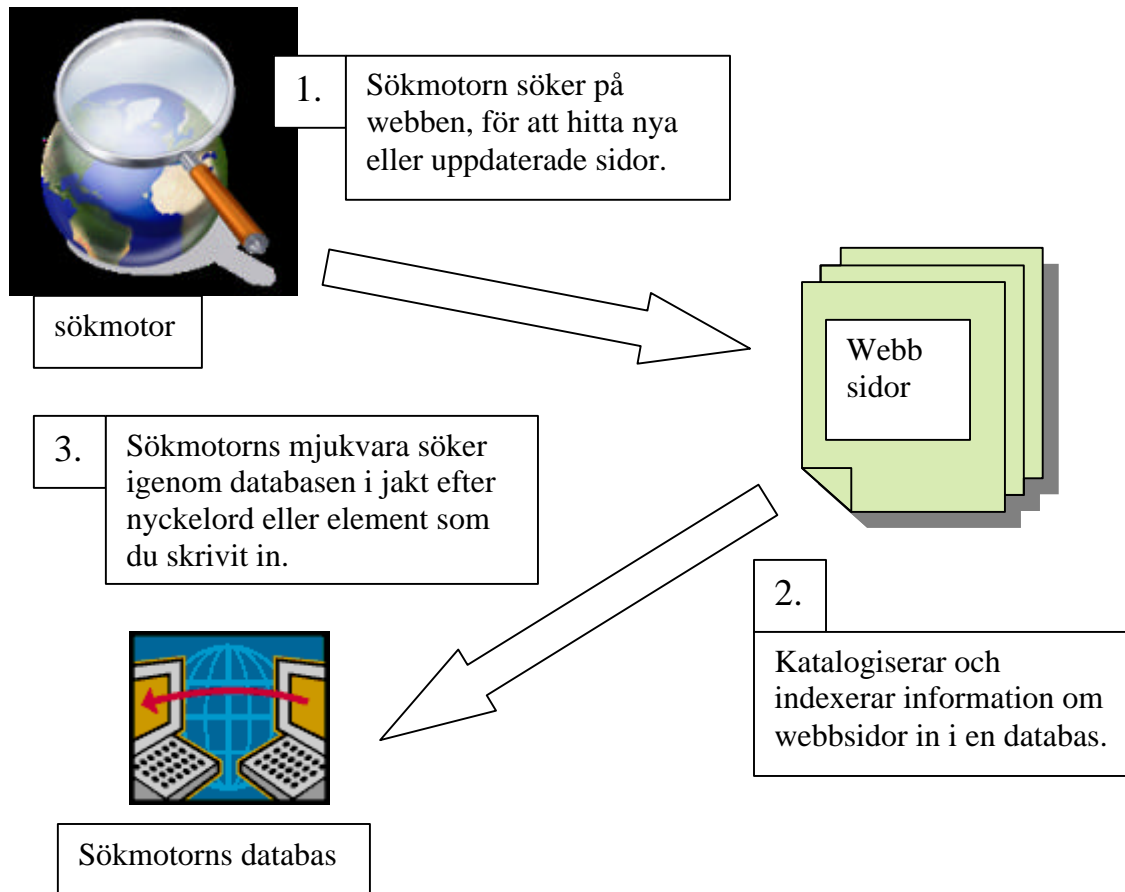 1.
Sökmotorn söker på
webben, för att hitta nya
eller uppdaterade sidor.
sökmotor
Webb
sidor
3.
Sökmotorns mjukvara söker
igenom databasen i jakt efter
nyckelord eller element som
du skrivit in.
2.
Katalogiserar och
indexerar information om
webbsidor in i en databas.
Sökmotorns databas